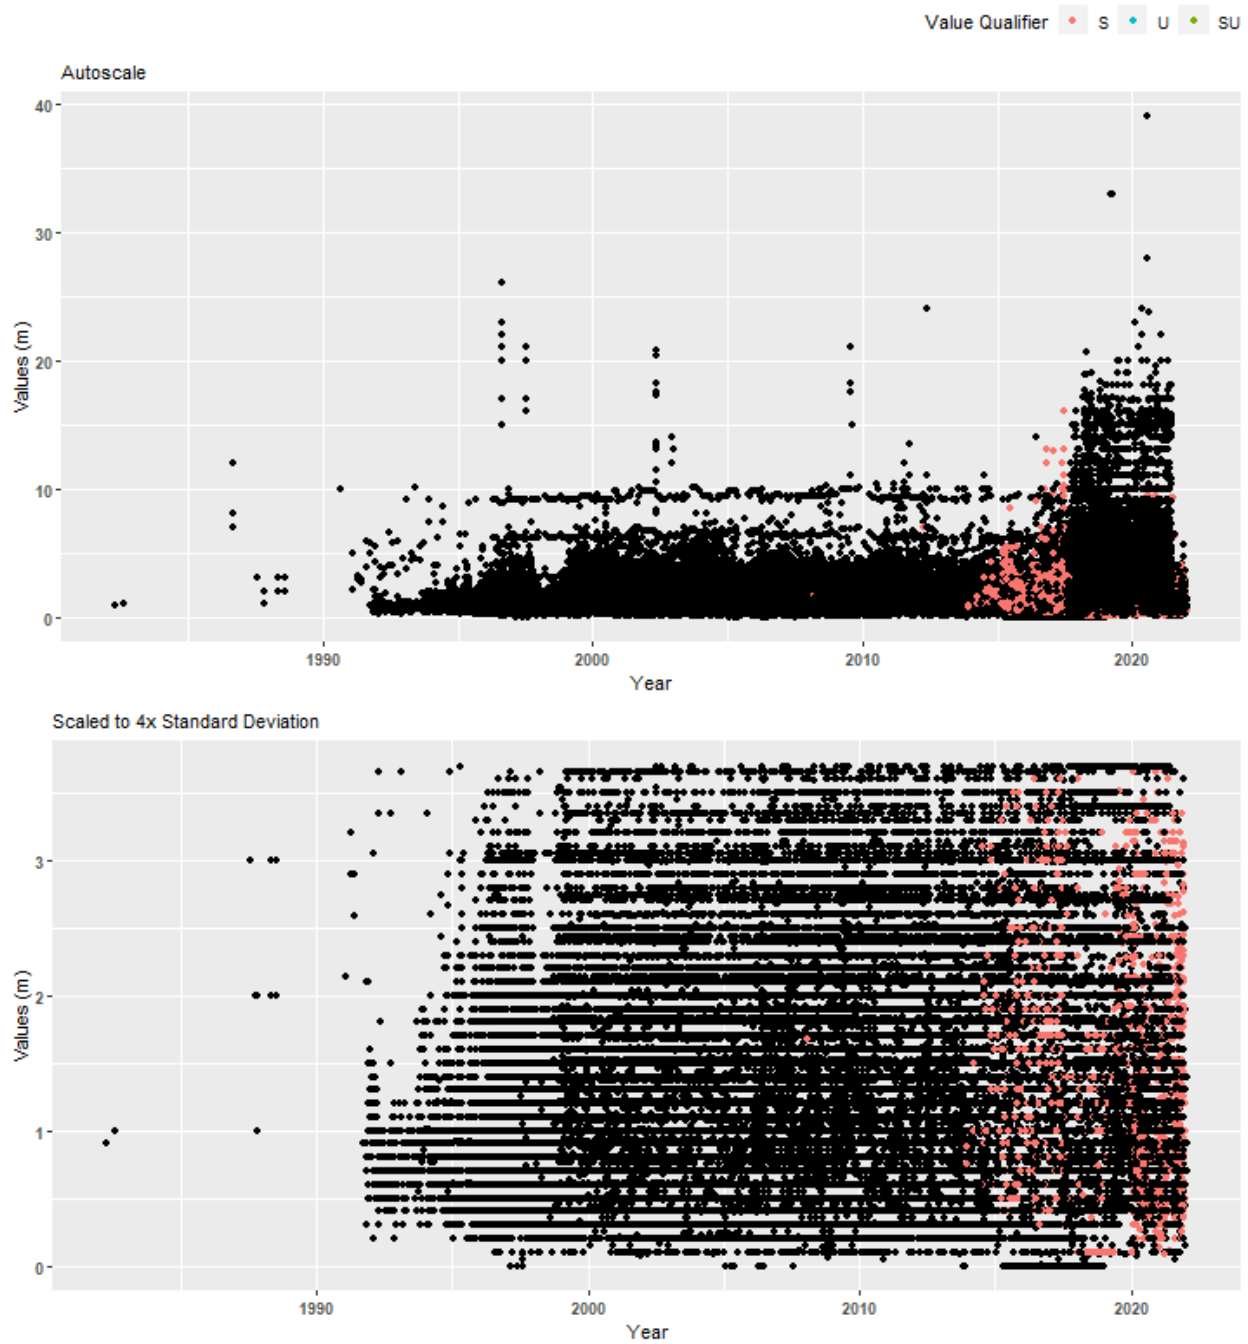 Value Qualifier S U SU
Autoscale
40
30
20
10
0
Values (m)
1990 2000 2010 2020
Year
Scaled to 4x Standard Deviation
3
2
1
0
Values (m)
1990 2000 2010 2020
Year